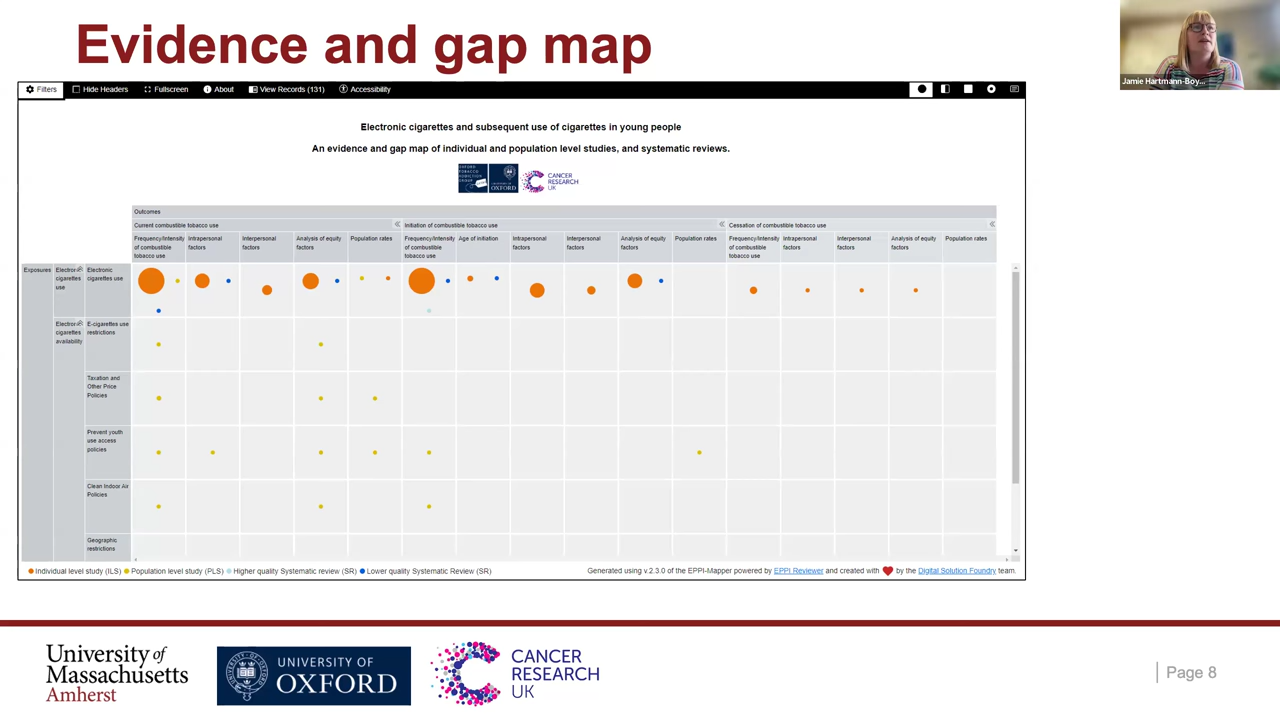 Evidence and gap map
Jamie Hartmann-Boy...
Filters Hide Headers Fullscreen About View Records (131) Accessibility
Electronic cigarettes and subsequent use of cigarettes in young people
An evidence and gap map of individual and population level studies, and systematic reviews.
OXFORD TOBACCO ADDICTION GROUP
UNIVERSITY OF OXFORD
CANCER RESEARCH UK
Outcomes
Current combustible tobacco use
Initiation of combustible tobacco use
Cessation of combustible tobacco use
Frequency/Intensity of combustible tobacco use
Intrapersonal factors
Interpersonal factors
Analysis of equity factors
Population rates
Frequency/Intensity of combustible tobacco use
Age of initiation
Intrapersonal factors
Interpersonal factors
Analysis of equity factors
Population rates
Frequency/Intensity of combustible tobacco use
Intrapersonal factors
Interpersonal factors
Analysis of equity factors
Population rates
Exposures
Electronic cigarettes use
Electronic cigarettes use
Electronic cigarettes availability
E-cigarettes use restrictions
Taxation and Other Price Policies
Prevent youth use access policies
Clean Indoor Air Policies
Geographic restrictions
Individual level study (ILS) Population level study (PLS) Higher quality Systematic review (SR) Lower quality Systematic Review (SR)
Generated using v.2.3.0 of the EPPI-Mapper powered by EPPI Reviewer and created with ❤ by the Digital Solution Foundry team.
University of
Massachusetts
Amherst
UNIVERSITY OF
OXFORD
CANCER
RESEARCH
UK
Page 8